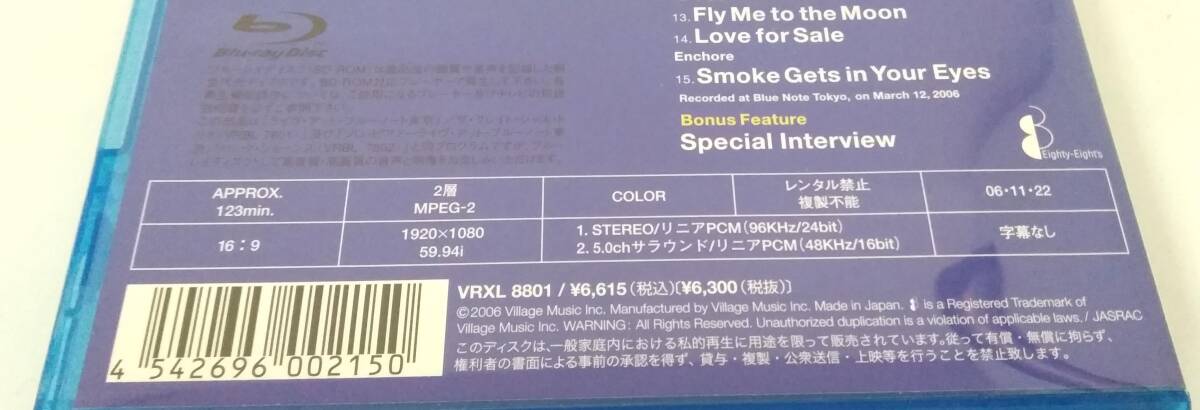 Blu-ray Disc
13. Fly Me to the Moon
14. Love for Sale
Enchore
15. Smoke Gets in Your Eyes
Recorded at Blue Note Tokyo, on March 12, 2006
Bonus Feature
Special Interview
Eighty-Eight's
APPROX.
123min.
2層
MPEG-2
COLOR
レンタル禁止
複製不能
06・11・22
16：9
1920×1080
59.94i
1. STEREO/リニアPCM(96KHz/24bit)
2. 5.0chサラウンド/リニアPCM(48KHz/16bit)
字幕なし
VRXL 8801 / ¥6,615(税込)〔¥6,300(税抜)〕
©2006 Village Music Inc. Manufactured by Village Music Inc. Made in Japan. is a Registered Trademark of
Village Music Inc. WARNING: All Rights Reserved. Unauthorized duplication is a violation of applicable laws. / JASRAC
このディスクは、一般家庭内における私的再生に用途を限って販売されています。従って有償・無償に拘らず、
権利者の書面による事前の承認を得ず、貸与・複製・公衆送信・上映等を行うことを禁止致します。
4 542696 002150